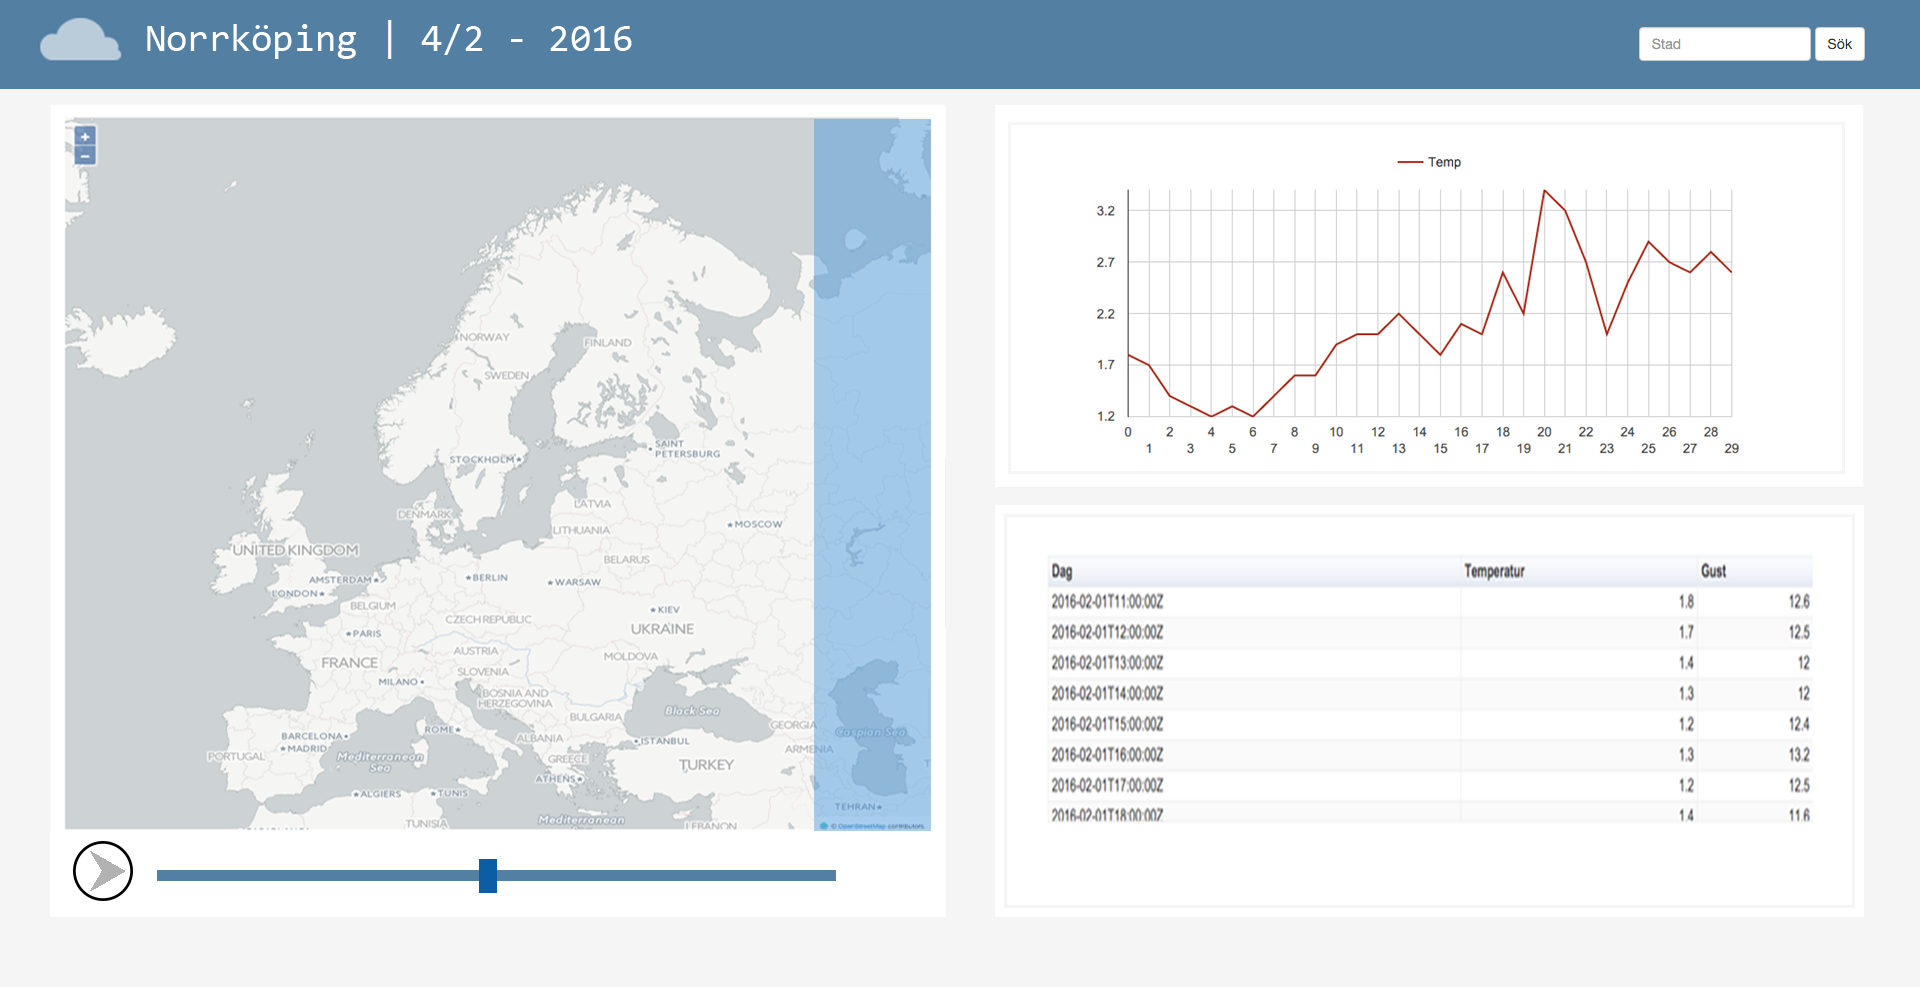 Norrköping | 4/2 - 2016
Stad
Sök
+
−
NORWAY
FINLAND
SWEDEN
SAINT
PETERSBURG
STOCKHOLM
LATVIA
DENMARK
MOSCOW
LITHUANIA
UNITED KINGDOM
BELARUS
AMSTERDAM
BERLIN
WARSAW
LONDON
BELGIUM
KIEV
CZECH REPUBLIC
UKRAINE
PARIS
AUSTRIA
MOLDOVA
FRANCE
SLOVENIA
MILANO
BOSNIA AND
HERZEGOVINA
Black Sea
BULGARIA
GEORGIA
ROME
Caspian Sea
BARCELONA
ALBANIA
ISTANBUL
MADRID
ARMENIA
PORTUGAL
Mediterranean
Sea
GREECE
TURKEY
ATHENS
ALGIERS
TUNIS
TEHRAN
TUNISIA
Mediterranean
LEBANON
© OpenStreetMap contributors.
Temp
3.2
2.7
2.2
1.7
1.2
0 2 4 6 8 10 12 14 16 18 20 22 24 26 28
1 3 5 7 9 11 13 15 17 19 21 23 25 27 29
Dag Temperatur Gust
2016-02-01T11:00:00Z 1.8 12.6
2016-02-01T12:00:00Z 1.7 12.5
2016-02-01T13:00:00Z 1.4 12
2016-02-01T14:00:00Z 1.3 12
2016-02-01T15:00:00Z 1.2 12.4
2016-02-01T16:00:00Z 1.3 13.2
2016-02-01T17:00:00Z 1.2 12.5
2016-02-01T18:00:00Z 1.4 11.6